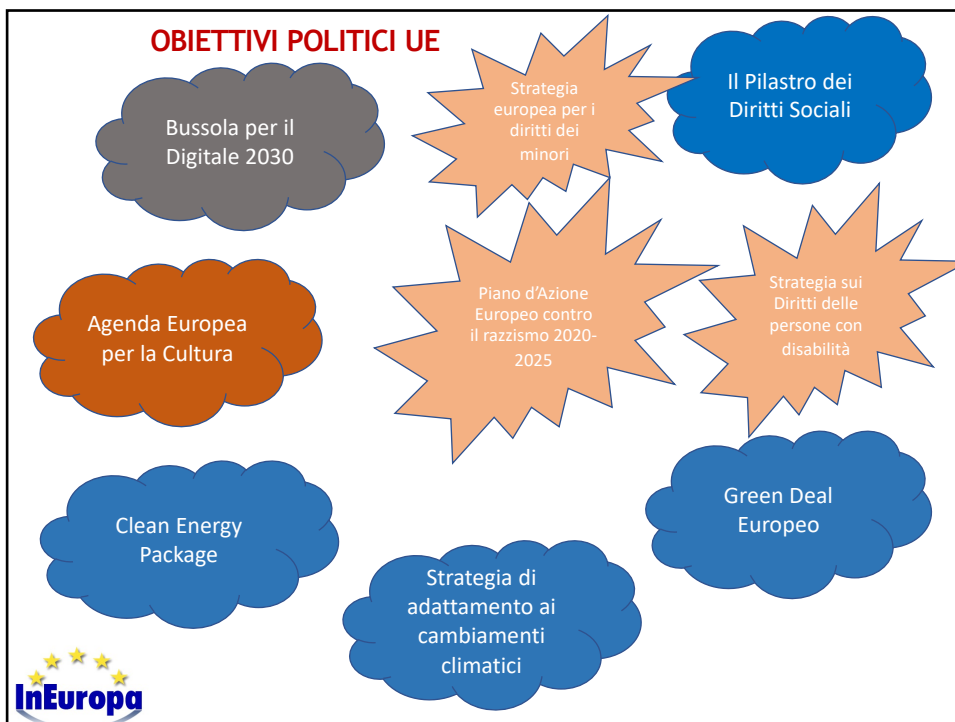 OBIETTIVI POLITICI UE
Bussola per il
Digitale 2030
Strategia
europea per i
diritti dei
minori
Il Pilastro dei
Diritti Sociali
Agenda Europea
per la Cultura
Piano d'Azione
Europeo contro
il razzismo 2020-
2025
Strategia sui
Diritti delle
persone con
disabilità
Clean Energy
Package
Strategia di
adattamento ai
cambiamenti
climatici
Green Deal
Europeo
InEuropa